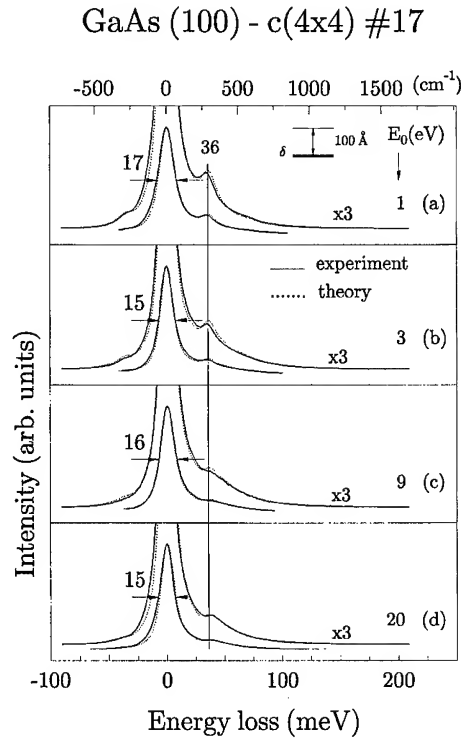 GaAs (100) - c(4x4) #17
-500 0 500 1000 1500 (cm⁻¹)
17 36 δ 100 Å E₀(eV)
x3 1 (a)
experiment
theory
15 x3 3 (b)
16 x3 9 (c)
15 x3 20 (d)
Intensity (arb. units)
-100 0 100 200
Energy loss (meV)